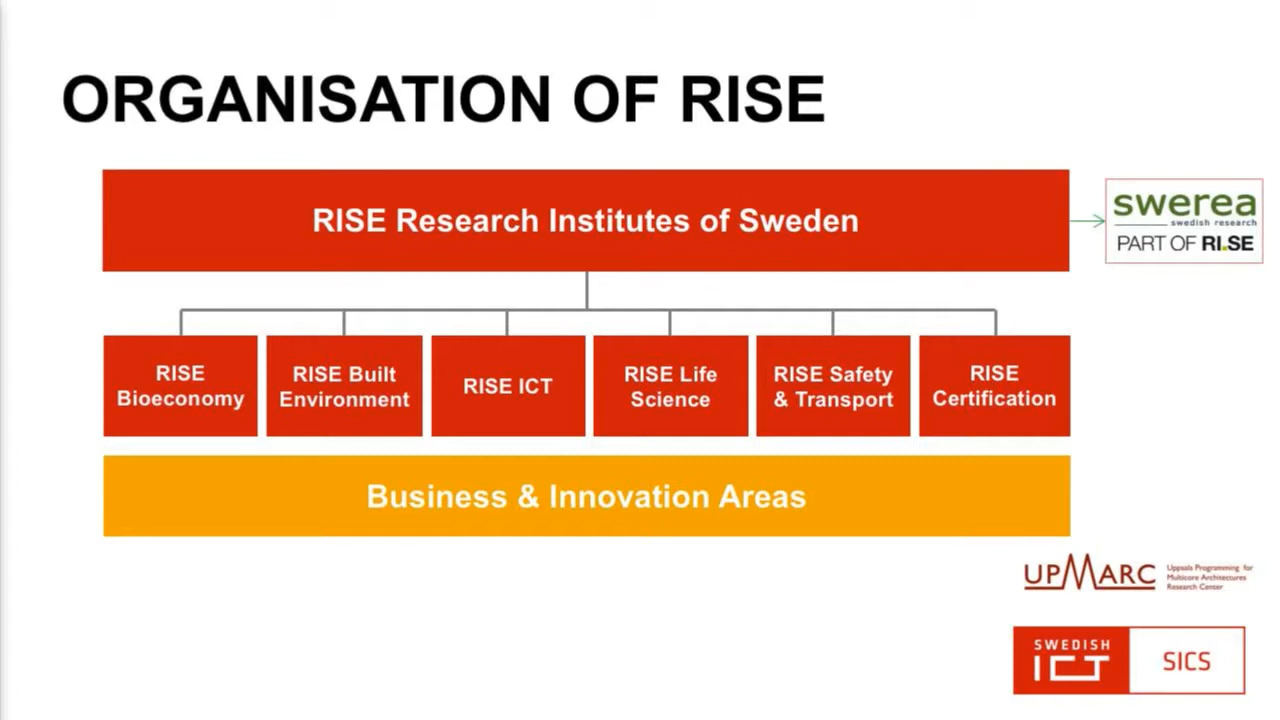 ORGANISATION OF RISE
RISE Research Institutes of Sweden
swerea
swedish research
PART OF RI.SE
RISE
Bioeconomy
RISE Built
Environment
RISE ICT
RISE Life
Science
RISE Safety
& Transport
RISE
Certification
Business & Innovation Areas
UPMARC
Uppsala Programming for
Multicore Architectures
Research Center
SWEDISH
ICT
SICS